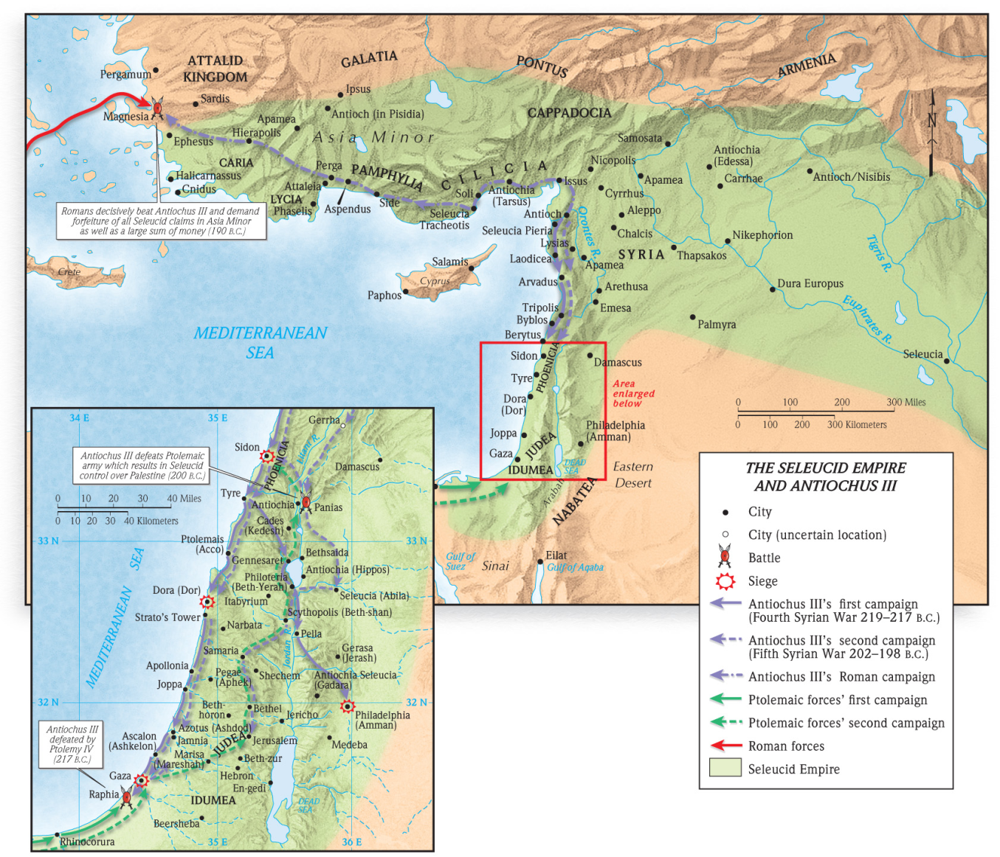 ATTALID
KINGDOM
GALATIA
PONTUS
ARMENIA
Pergamum
Sardis
Ipsus
Magnesia
Antioch (in Pisidia)
CAPPADOCIA
N
Apamea
Hierapolis
Asia Minor
Ephesus
Samosata
Antiochia
(Edessa)
CARIA
Nicopolis
Halicarnassus
Perga
PAMPHYLIA
CILICIA
Issus
Apamea
Carrhae
Antioch/Nisibis
Cnidus
Attaleia
LYCIA
Phaselis
Aspendus
Side
Soli
Antiochia
(Tarsus)
Cyrrhus
Seleucia
Tracheotis
Antioch
Orontes R.
Aleppo
Romans decisively beat Antiochus III and demand
forfeiture of all Seleucid claims in Asia Minor
as well as a large sum of money (190 B.C.)
Seleucia Pieria
Chalcis
Nikephorion
Lysias
Tigris R.
Laodicea
SYRIA
Thapsakos
Apamea
Salamis
Crete
Cyprus
Arvadus
Arethusa
Dura Europus
Paphos
Tripolis
Emesa
Euphrates R.
Byblos
Palmyra
MEDITERRANEAN
SEA
Berytus
Sidon
PHOENICIA
Damascus
Seleucia
Tyre
Area
enlarged
below
Dora
(Dor)
0 100 200 300 Miles
0 100 200 300 Kilometers
Joppa
Philadelphia
(Amman)
Gaza
JUDEA
IDUMEA
DEAD
SEA
Eastern
Desert
Arabah
NABATEA
Gulf of
Suez
Sinai
Eilat
Gulf of Aqaba
34 E
35 E
36 E
Gerrha
Sidon
PHOENICIA
Litani R.
Antiochus III defeats Ptolemaic
army which results in Seleucid
control over Palestine (200 B.C.)
Damascus
Tyre
Antiochia
Panias
0 10 20 30 40 Miles
0 10 20 30 40 Kilometers
Cades
(Kedesh)
33 N
33 N
Ptolemais
(Acco)
Bethsaida
Gennesaret
Antiochia (Hippos)
Philoteria
(Beth-Yerah)
Dora (Dor)
Itabyrium
Seleucia (Abila)
MEDITERRANEAN
SEA
Strato's Tower
Scythopolis (Beth-shan)
Narbata
Pella
Jordan R.
Samaria
Gerasa
(Jerash)
Apollonia
Pegae
(Aphek)
Shechem
Antiochia Seleucia
(Gadara)
Joppa
32 N
32 N
Beth-
horon
Bethel
Jericho
Philadelphia
(Amman)
Azotus (Ashdod)
Antiochus III
defeated by
Ptolemy IV
(217 B.C.)
Ascalon
(Ashkelon)
Jamnia
JUDEA
Jerusalem
Medeba
Marisa
(Mareshah)
Beth-zur
Gaza
Hebron
En-gedi
Raphia
IDUMEA
DEAD
SEA
Beersheba
Rhinocorura
35 E
36 E
THE SELEUCID EMPIRE
AND ANTIOCHUS III
City
City (uncertain location)
Battle
Siege
Antiochus III's first campaign
(Fourth Syrian War 219–217 B.C.)
Antiochus III's second campaign
(Fifth Syrian War 202–198 B.C.)
Antiochus III's Roman campaign
Ptolemaic forces' first campaign
Ptolemaic forces' second campaign
Roman forces
Seleucid Empire